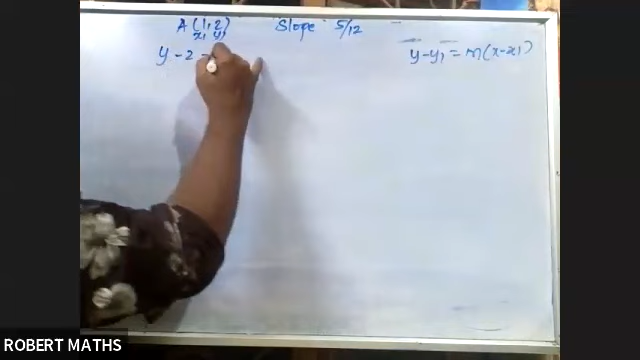 A (1, 2) Slope 5/12
x₁ y₁
y - 2 = y - y₁ = m(x - x₁)
ROBERT MATHS